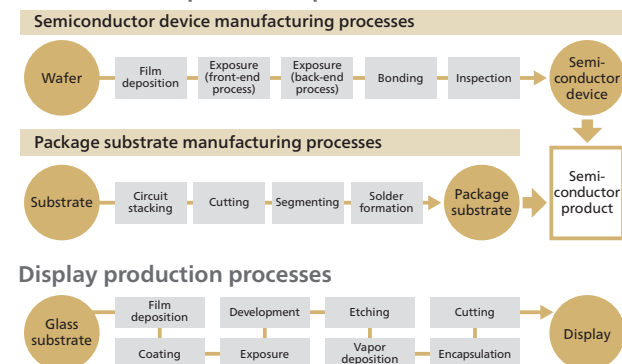 Semiconductor device manufacturing processes
Wafer
Film
deposition
Exposure
(front-end
process)
Exposure
(back-end
process)
Bonding
Inspection
Semi-
conductor
device
Package substrate manufacturing processes
Substrate
Circuit
stacking
Cutting
Segmenting
Solder
formation
Package
substrate
Semi-
conductor
product
Display production processes
Glass
substrate
Film
deposition
Development
Etching
Cutting
Display
Coating
Exposure
Vapor
deposition
Encapsulation